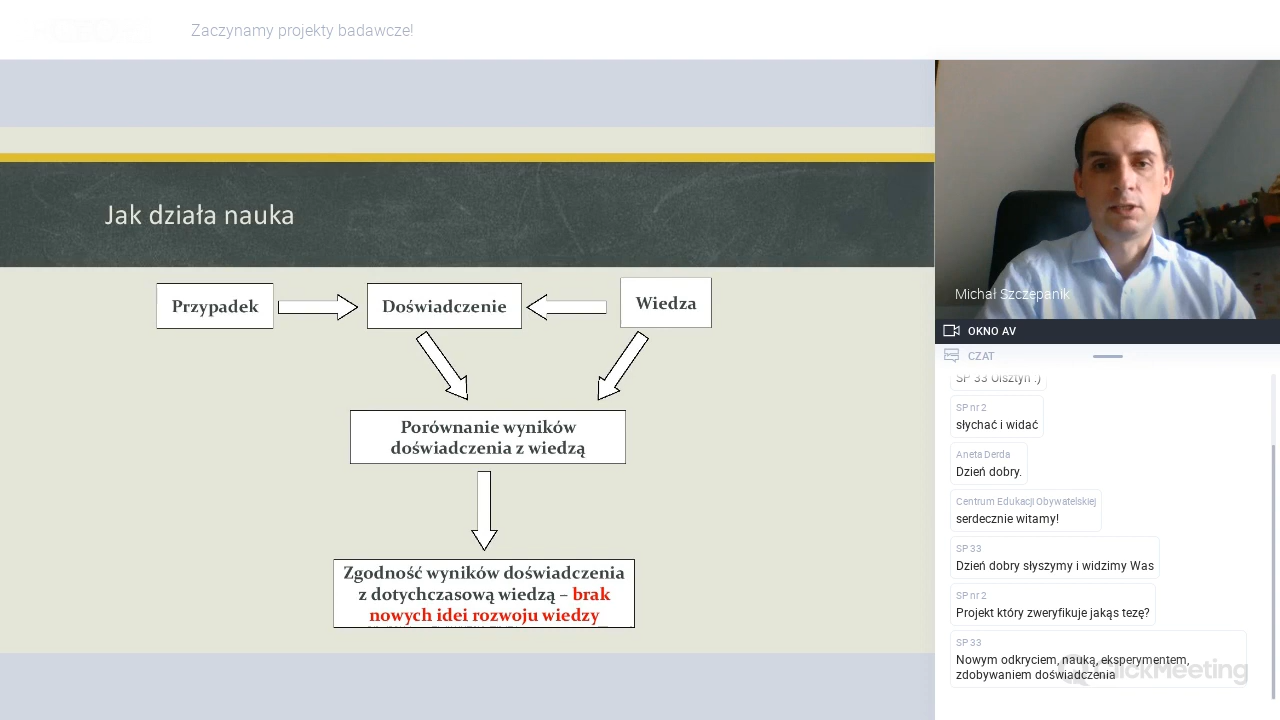 Zaczynamy projekty badawcze!
Jak działa nauka
Przypadek
Doświadczenie
Wiedza
Porównanie wyników
doświadczenia z wiedzą
Zgodność wyników doświadczenia
z dotychczasową wiedzą – brak
nowych idei rozwoju wiedzy
Michał Szczepanik
OKNO AV
CZAT
SP 33 Olsztyn :)
SP nr 2
słychać i widać
Aneta Derda
Dzień dobry.
Centrum Edukacji Obywatelskiej
serdecznie witamy!
SP 33
Dzień dobry słyszymy i widzimy Was
SP nr 2
Projekt który zweryfikuje jakąs tezę?
SP 33
Nowym odkryciem, nauką, eksperymentem,
zdobywaniem doświadczenia
ClickMeeting